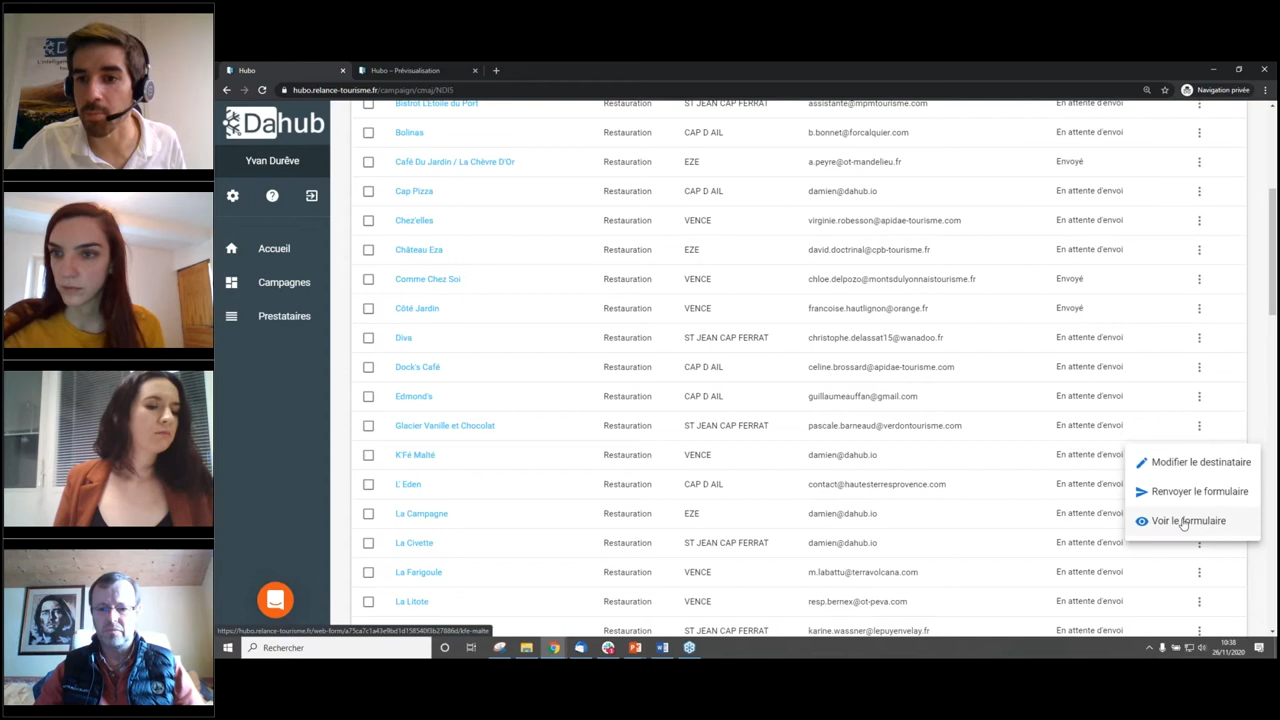 Hubo
Hubo – Prévisualisation
hubo.relance-tourisme.fr/campaign/cmaj/NDI5
Navigation privée
Dahub
Yvan Durêve
Accueil
Campagnes
Prestataires
Bistrot L'Etoile du Port Restauration ST JEAN CAP FERRAT assistante@mpmtourisme.com En attente d'envoi
Bolinas Restauration CAP D AIL b.bonnet@forcalquier.com En attente d'envoi
Café Du Jardin / La Chèvre D'Or Restauration EZE a.peyre@ot-mandelieu.fr Envoyé
Cap Pizza Restauration CAP D AIL damien@dahub.io En attente d'envoi
Chez'elles Restauration VENCE virginie.robesson@apidae-tourisme.com En attente d'envoi
Château Eza Restauration EZE david.doctrinal@cpb-tourisme.fr En attente d'envoi
Comme Chez Soi Restauration VENCE chloe.delpozo@montsdulyonnaistourisme.fr Envoyé
Côté Jardin Restauration VENCE francoise.hautlignon@orange.fr Envoyé
Diva Restauration ST JEAN CAP FERRAT christophe.delassat15@wanadoo.fr En attente d'envoi
Dock's Café Restauration CAP D AIL celine.brossard@apidae-tourisme.com En attente d'envoi
Edmond's Restauration CAP D AIL guillaumeauffan@gmail.com En attente d'envoi
Glacier Vanille et Chocolat Restauration ST JEAN CAP FERRAT pascale.barneaud@verdontourisme.com En attente d'envoi
K'Fé Malté Restauration VENCE damien@dahub.io En attente d'envoi
Modifier le destinataire
L' Eden Restauration CAP D AIL contact@hautesterresprovence.com En attente d'envoi
Renvoyer le formulaire
La Campagne Restauration EZE damien@dahub.io En attente d'envoi
Voir le formulaire
La Civette Restauration ST JEAN CAP FERRAT damien@dahub.io En attente d'envoi
La Farigoule Restauration VENCE m.labattu@terravolcana.com En attente d'envoi
La Litote Restauration VENCE resp.bernex@ot-peva.com En attente d'envoi
Restauration ST JEAN CAP FERRAT karine.wassner@lepuyenvelay.fr En attente d'envoi
Rechercher
10:38
26/11/2020